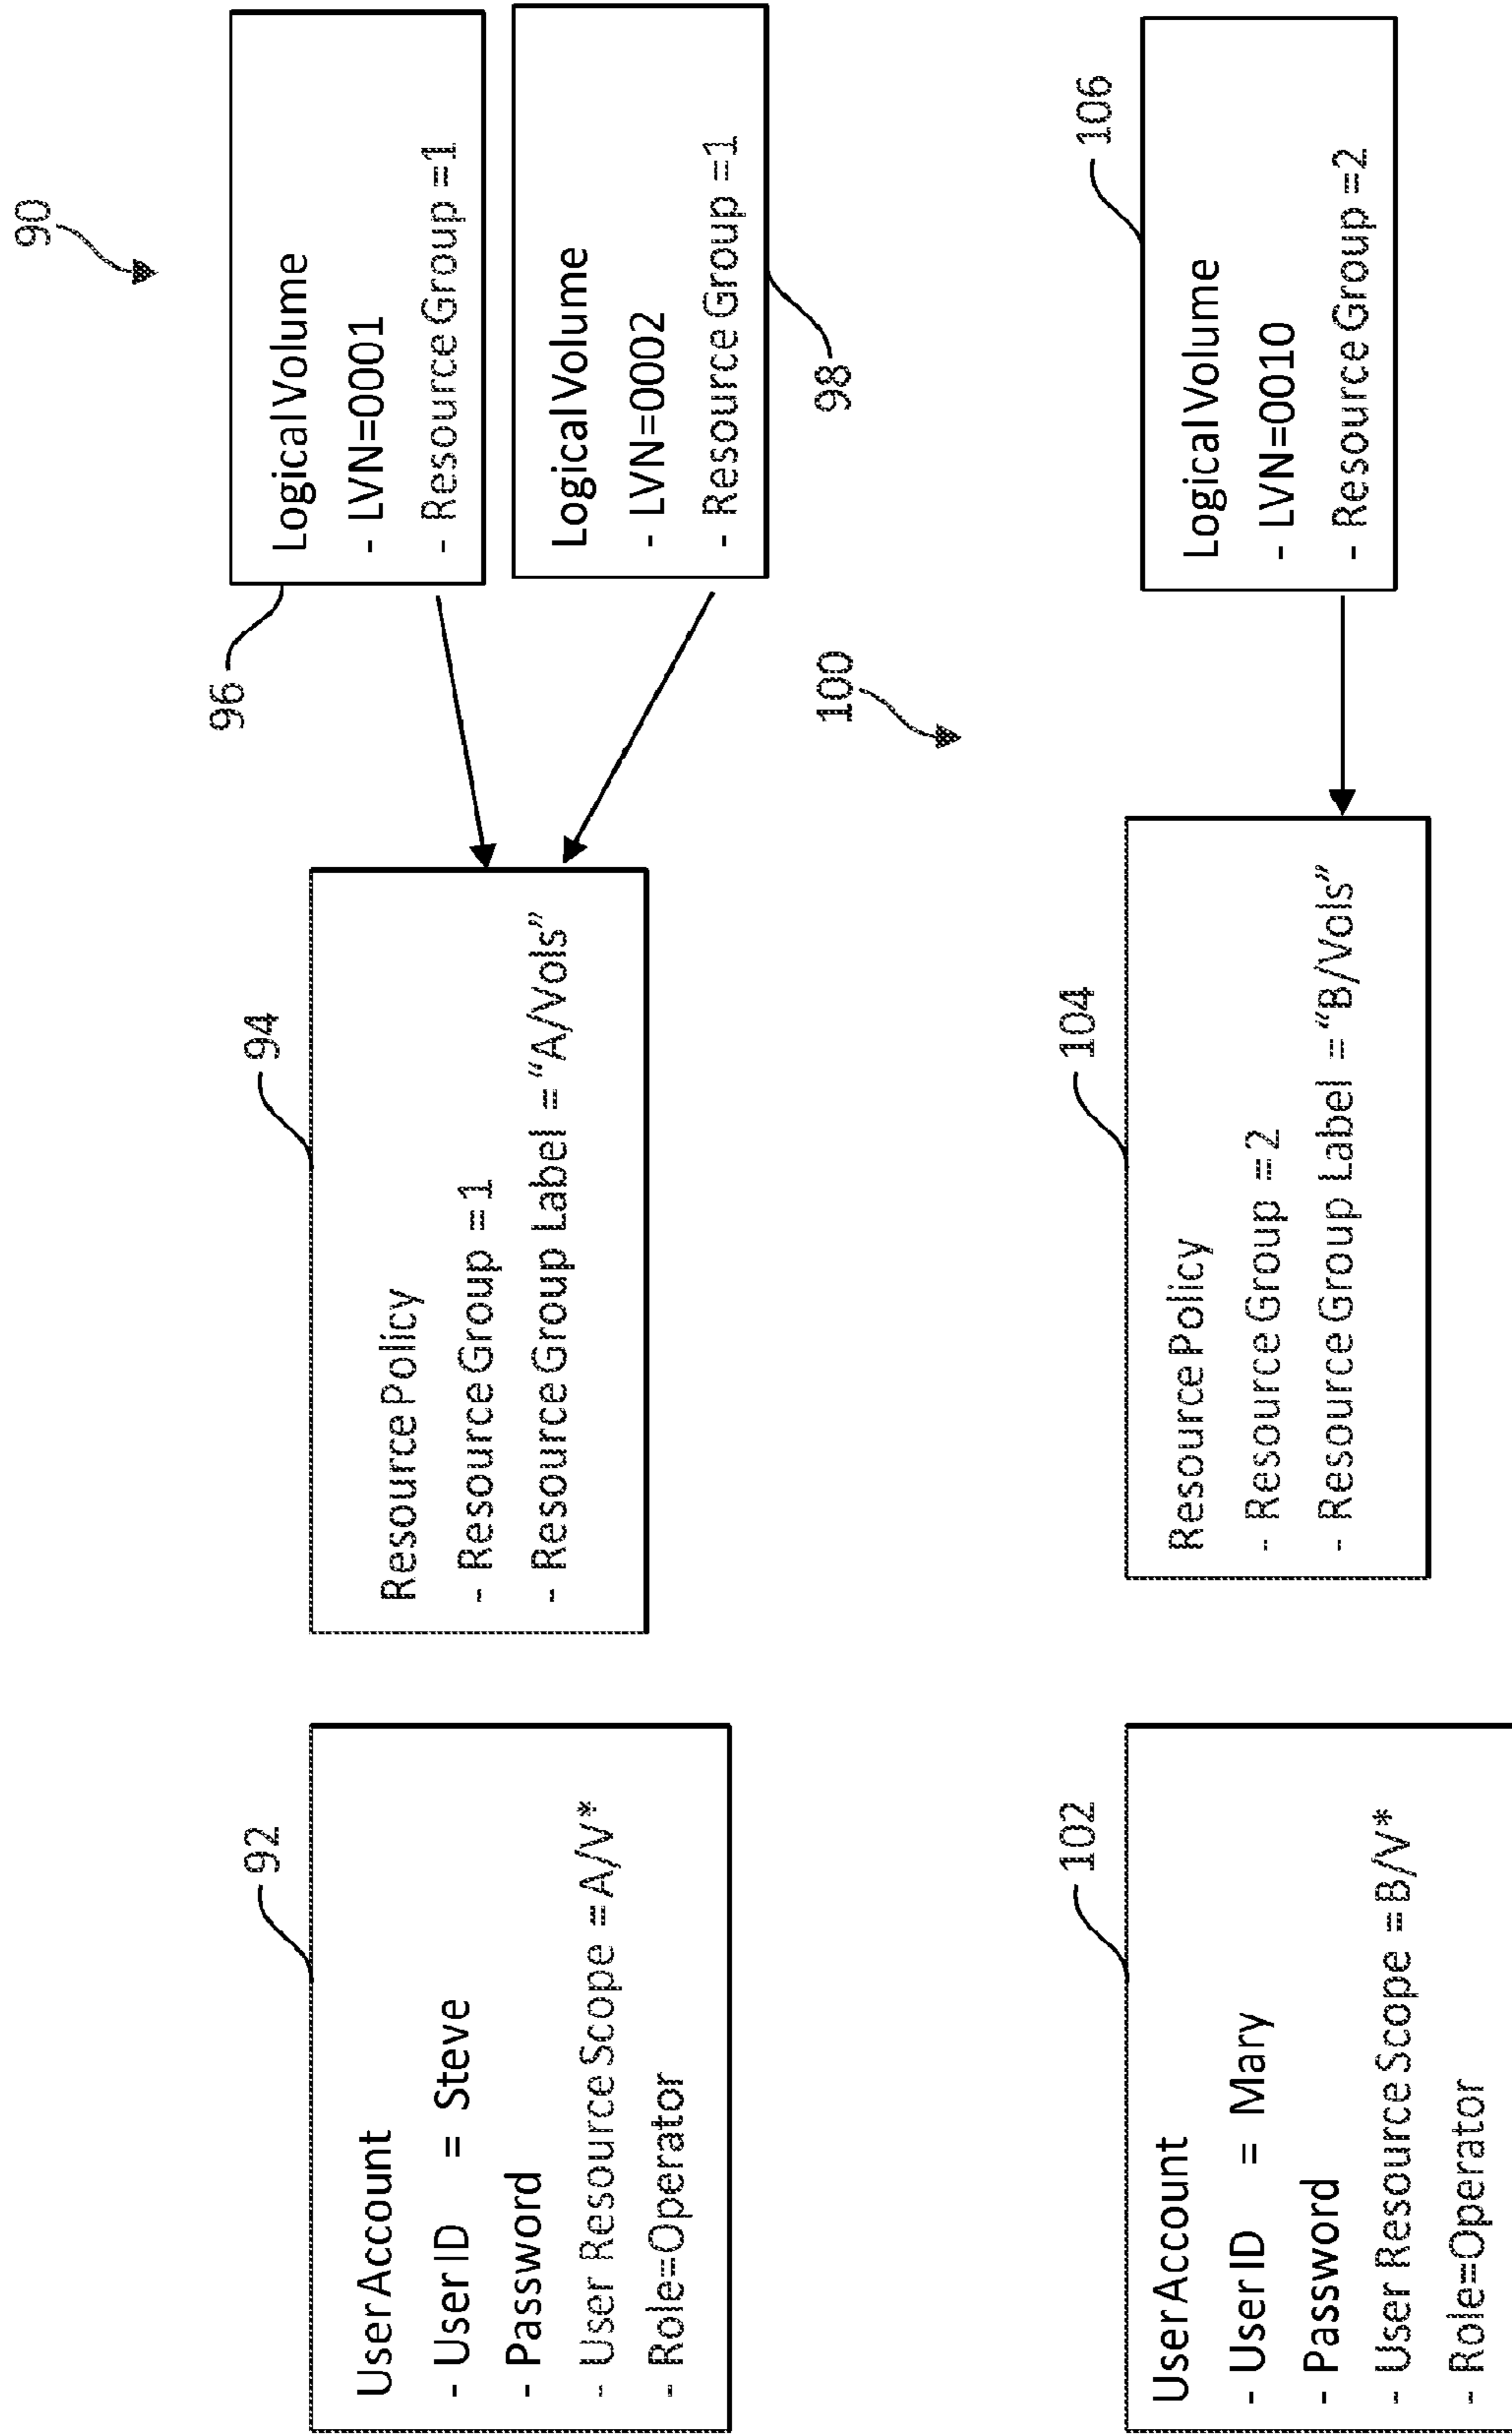 90
92
User Account
- User ID = Steve
- Password
- User Resource Scope = A/V*
- Role=Operator
94
Resource Policy
- Resource Group = 1
- Resource Group Label = “A/Vols”
96
Logical Volume
- LVN=0001
- Resource Group =1
Logical Volume
- LVN=0002
- Resource Group =1
98
100
102
User Account
- User ID = Mary
- Password
- User Resource Scope =B/V*
- Role=Operator
104
Resource Policy
- Resource Group =2
- Resource Group Label =“B/Vols”
106
Logical Volume
- LVN=0010
- Resource Group =2